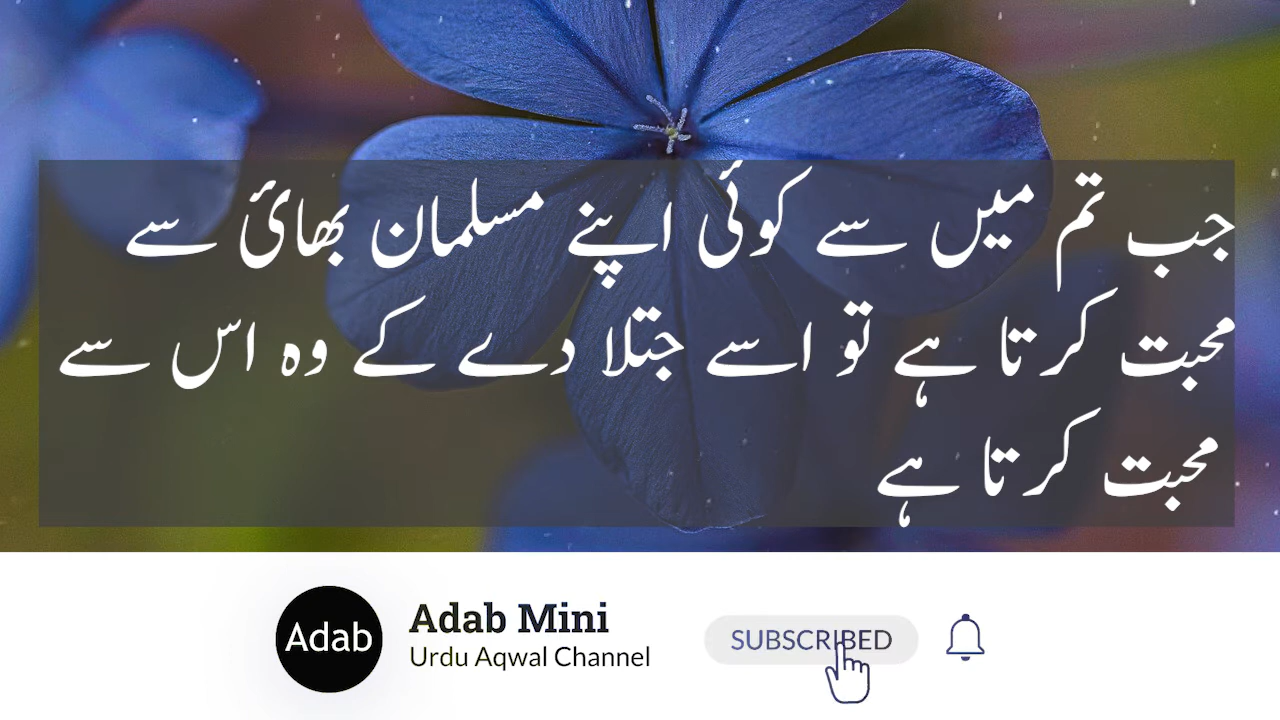 جب تم میں سے کوئی اپنے مسلمان بھائ سے
محبت کرتا ہے تو اسے جتلا دے کے وہ اس سے
محبت کرتا ہے
Adab
Adab Mini
Urdu Aqwal Channel
SUBSCRIBED